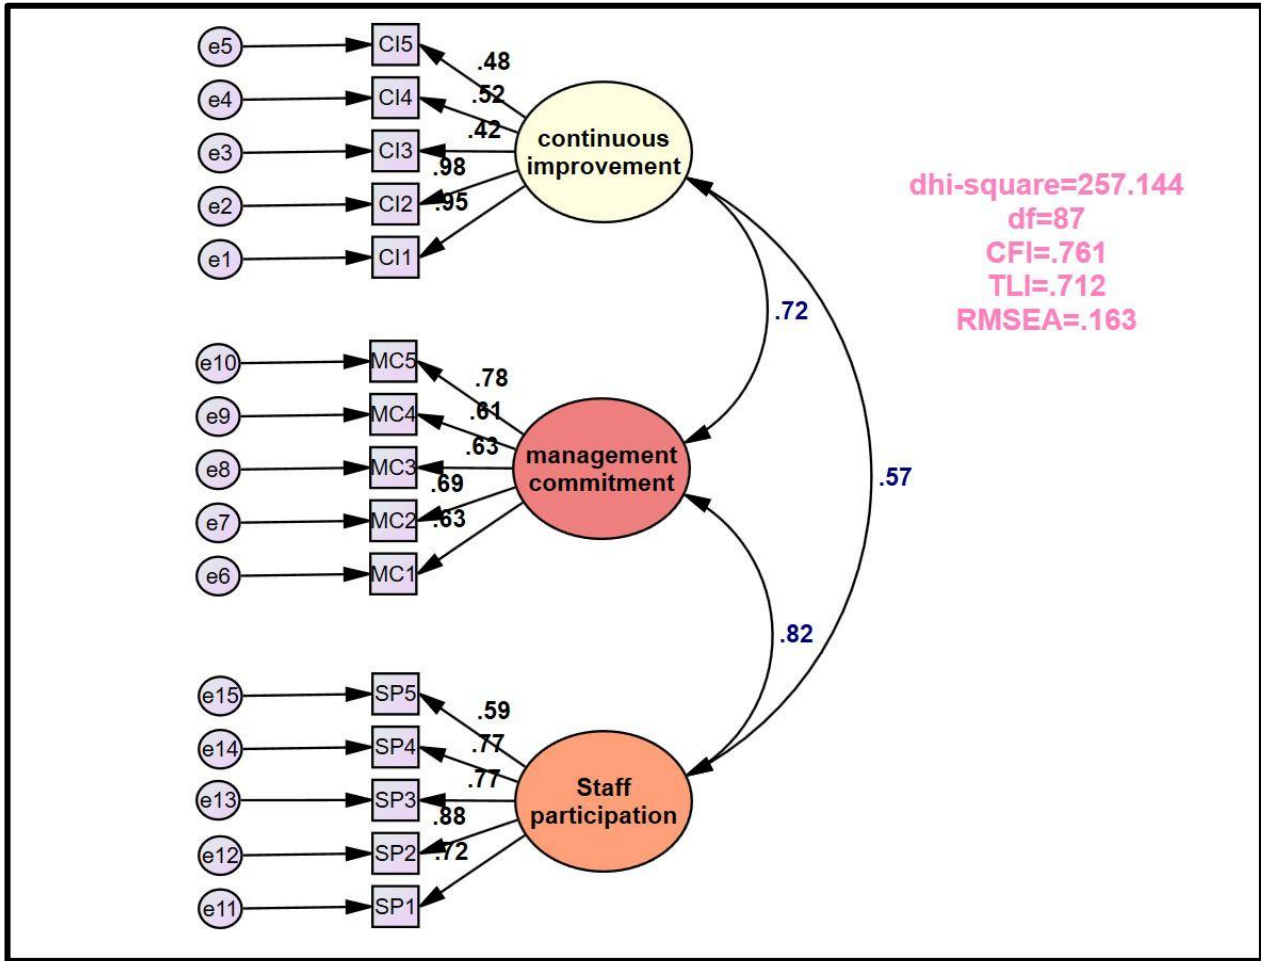 e5
CI5
.48
e4
CI4
.52
e3
CI3
.42
e2
CI2
.98
e1
CI1
.95
continuous
improvement
dhi-square=257.144
df=87
CFI=.761
TLI=.712
RMSEA=.163
.72
e10
MC5
.78
e9
MC4
.61
e8
MC3
.63
e7
MC2
.69
e6
MC1
.63
management
commitment
.57
.82
e15
SP5
.59
e14
SP4
.77
e13
SP3
.77
e12
SP2
.88
e11
SP1
.72
Staff
participation